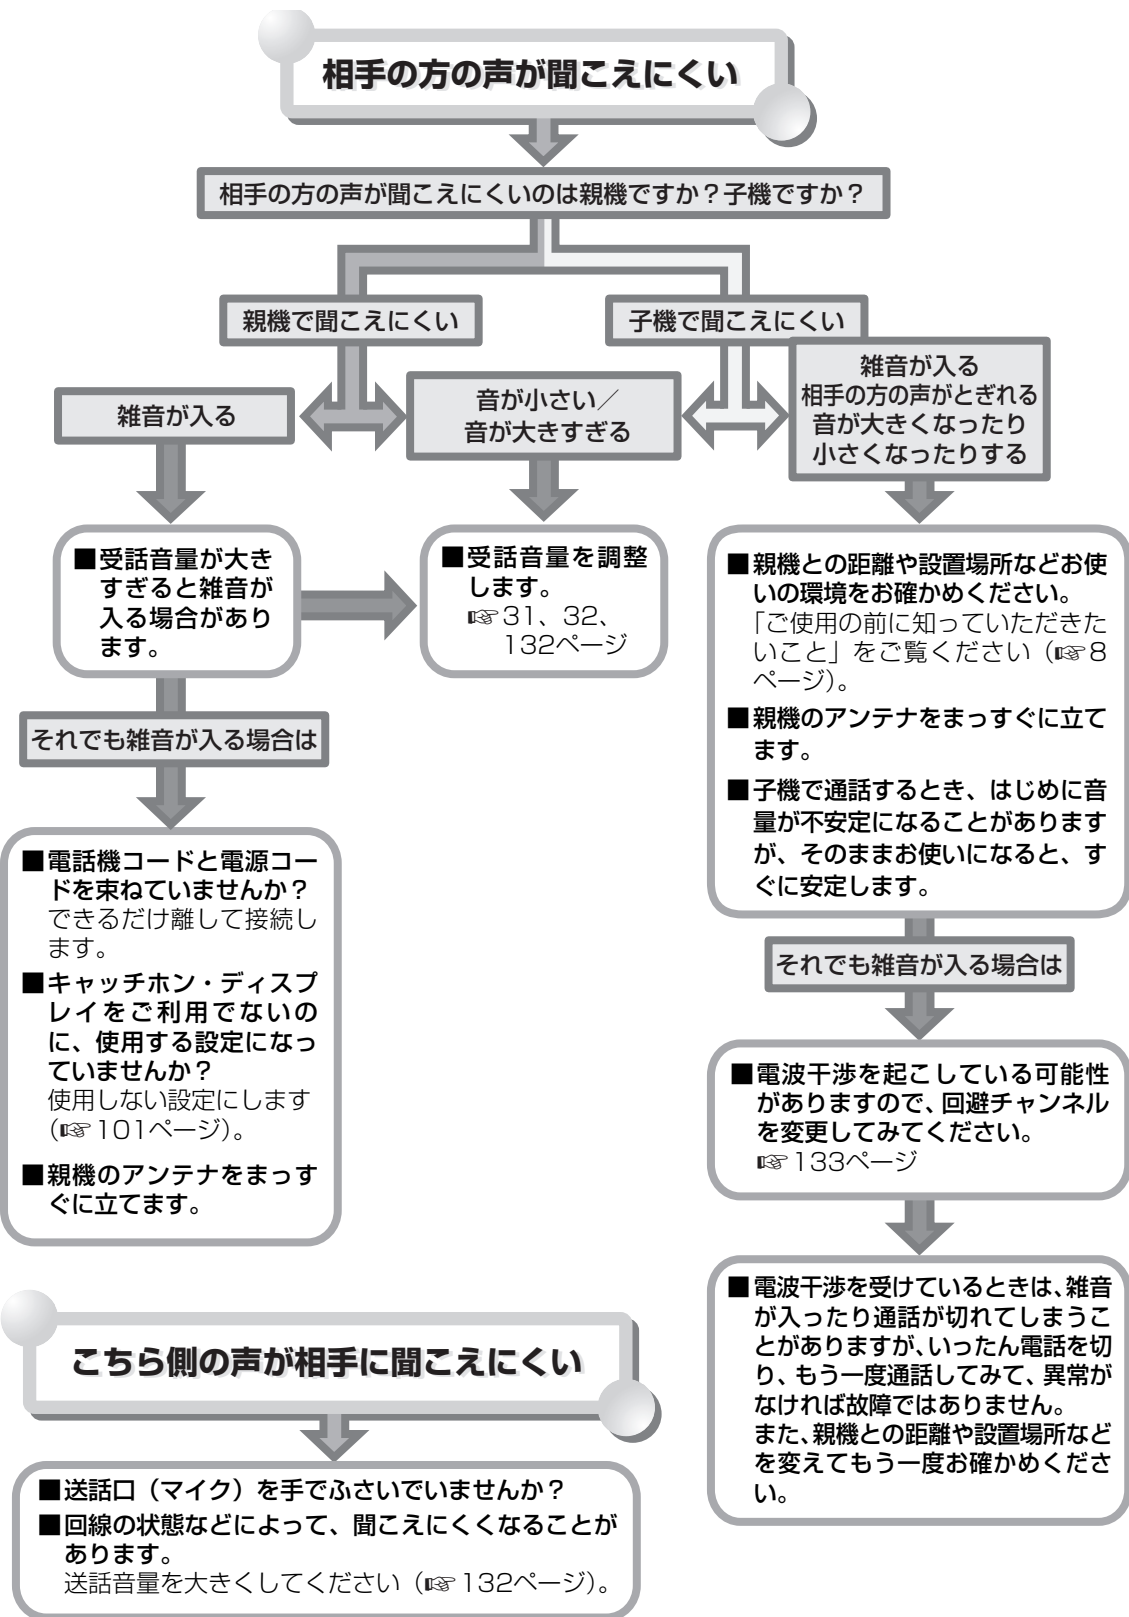 相手の方の声が聞こえにくい
相手の方の声が聞こえにくいのは親機ですか？子機ですか？
親機で聞こえにくい
子機で聞こえにくい
雑音が入る
音が小さい／
音が大きすぎる
雑音が入る
相手の方の声がとぎれる
音が大きくなったり
小さくなったりする
■受話音量が大き
すぎると雑音が
入る場合があり
ます。
■受話音量を調整
します。
☞31、32、
132ページ
それでも雑音が入る場合は
■電話機コードと電源コー
ドを束ねていませんか？
できるだけ離して接続し
ます。
■キャッチホン・ディスプ
レイをご利用でないの
に、使用する設定になっ
ていませんか？
使用しない設定にします
（☞101ページ）。
■親機のアンテナをまっす
ぐに立てます。
■親機との距離や設置場所などお使
いの環境をお確かめください。
「ご使用の前に知っていただきた
いこと」をご覧ください（☞8
ページ）。
■親機のアンテナをまっすぐに立て
ます。
■子機で通話するとき、はじめに音
量が不安定になることがあります
が、そのままお使いになると、す
ぐに安定します。
それでも雑音が入る場合は
■電波干渉を起こしている可能性
がありますので、回避チャンネル
を変更してみてください。
☞133ページ
■電波干渉を受けているときは、雑音
が入ったり通話が切れてしまうこ
とがありますが、いったん電話を切
り、もう一度通話してみて、異常が
なければ故障ではありません。
また、親機との距離や設置場所など
を変えてもう一度お確かめくださ
い。
こちら側の声が相手に聞こえにくい
■送話口（マイク）を手でふさいでいませんか？
■回線の状態などによって、聞こえにくくなることが
あります。
送話音量を大きくしてください（☞132ページ）。